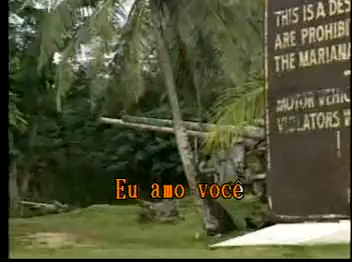 THIS IS A DES
ARE PROHIBI
THE MARIANA
MOTOR VEHIC
VIOLATORS
Eu amo você